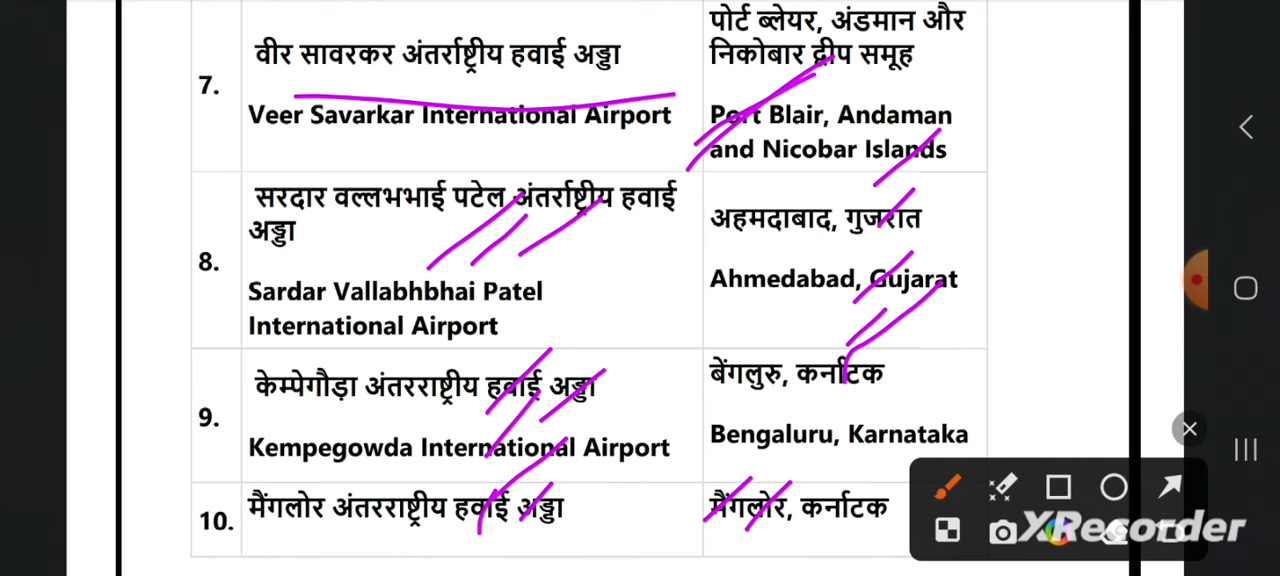 वीर सावरकर अंतर्राष्ट्रीय हवाई अड्डा
पोर्ट ब्लेयर, अंडमान और
निकोबार द्वीप समूह
7.
Veer Savarkar International Airport
Port Blair, Andaman
and Nicobar Islands
सरदार वल्लभभाई पटेल अंतर्राष्ट्रीय हवाई
अड्डा
अहमदाबाद, गुजरात
8.
Sardar Vallabhbhai Patel
International Airport
Ahmedabad, Gujarat
केम्पेगौड़ा अंतरराष्ट्रीय हवाई अड्डा
बेंगलुरु, कर्नाटक
9.
Kempegowda International Airport
Bengaluru, Karnataka
10.
मैंगलोर अंतरराष्ट्रीय हवाई अड्डा
मैंगलोर, कर्नाटक
XRecorder